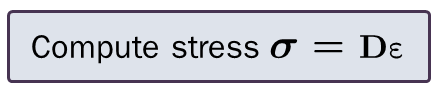 Compute stress σ = Dε